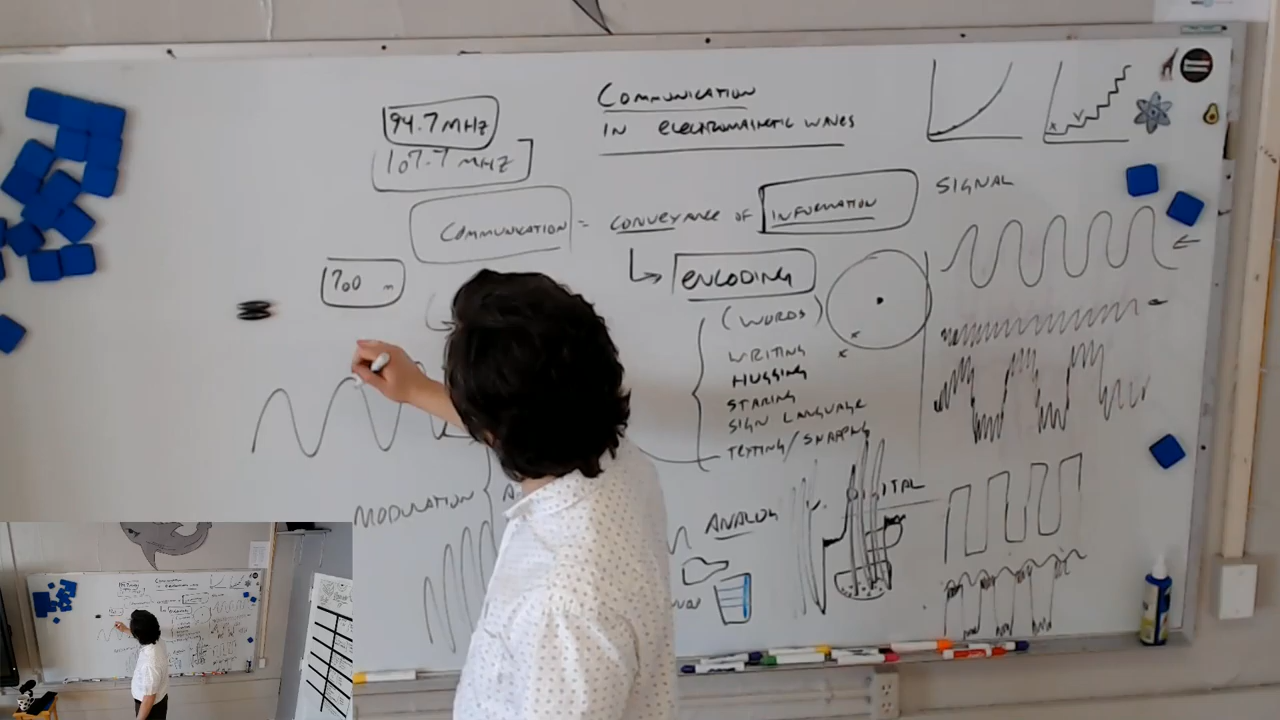 COMMUNICATION
IN ELECTROMAGNETIC WAVES
94.7 MHZ
107.7 MHZ
COMMUNICATION = CONVEYANCE OF INFORMATION
SIGNAL
ENCODING
700 m
(WORDS)
WRITING
HUGGING
STARING
SIGN LANGUAGE
TEXTING/SNAPPING
MODULATION
ANALOG
ITAL